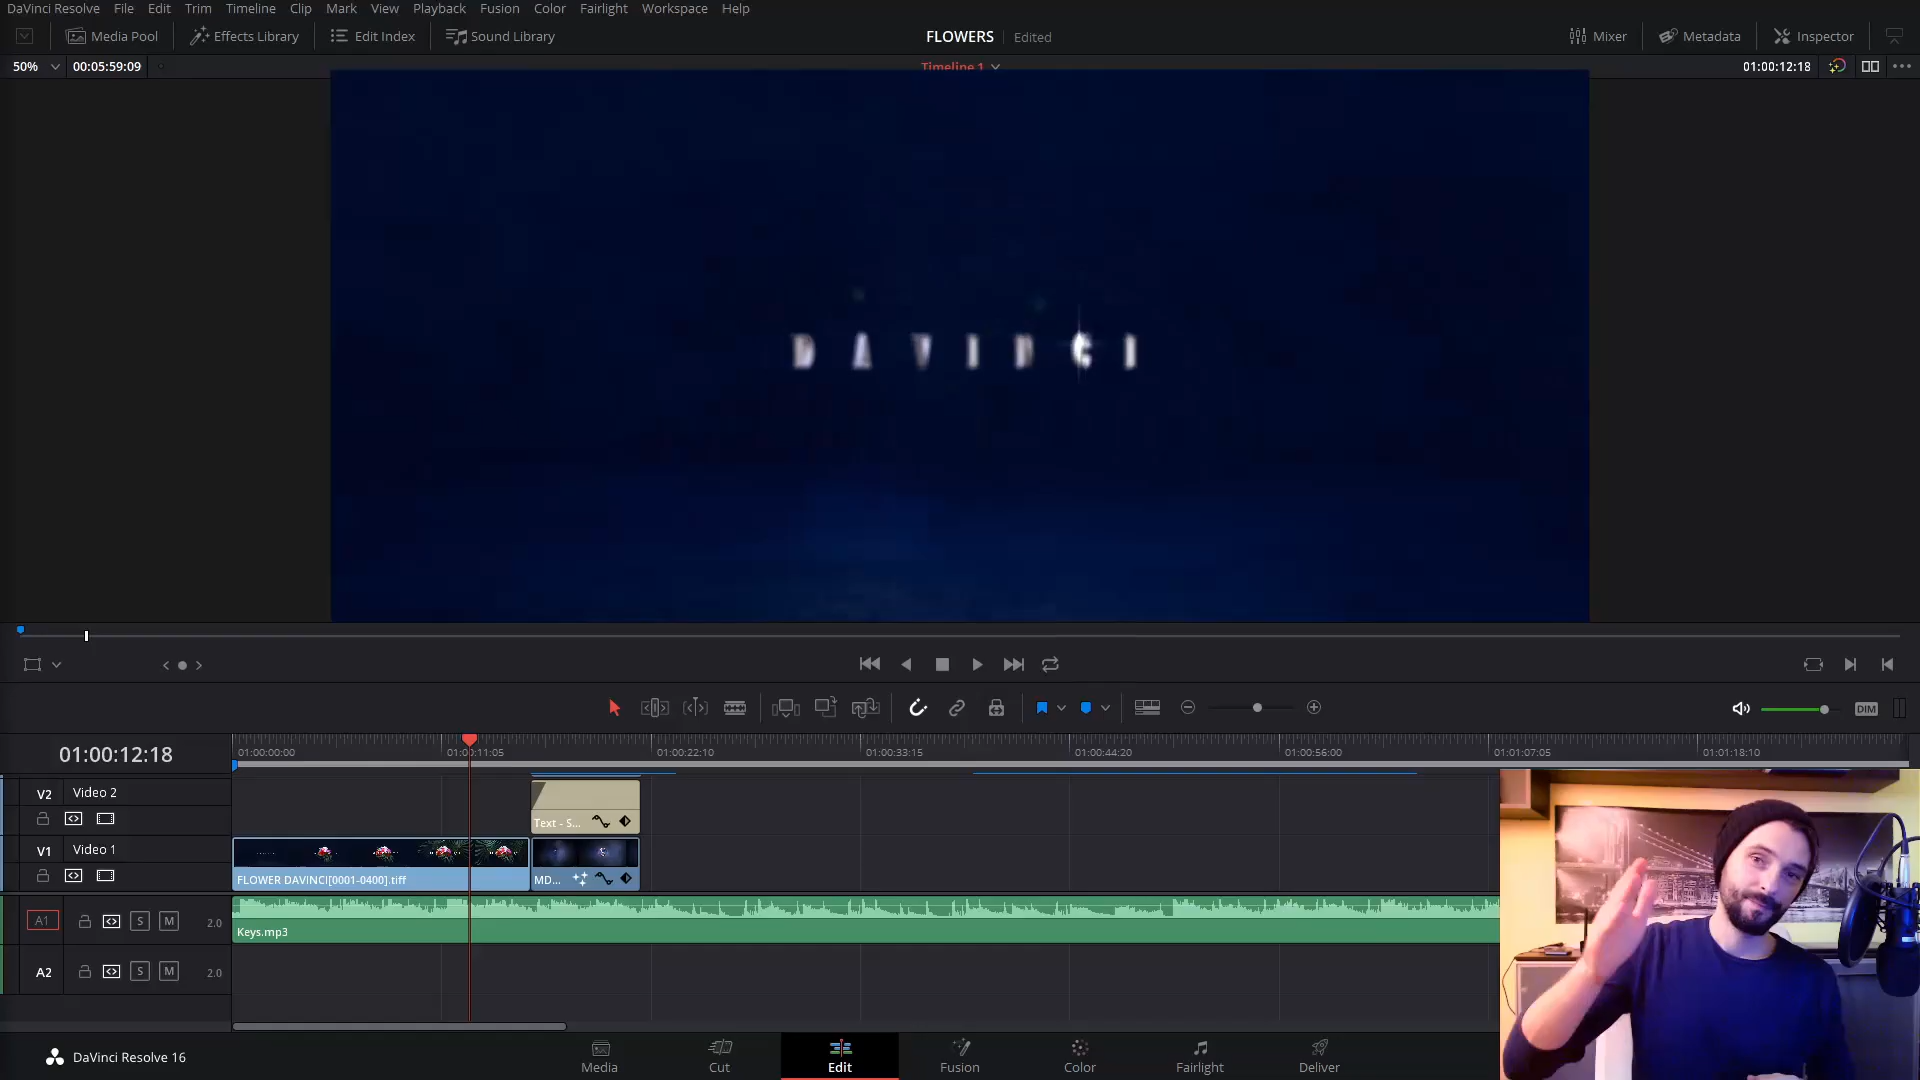 DaVinci Resolve File Edit Trim Timeline Clip Mark View Playback Fusion Color Fairlight Workspace Help
Media Pool Effects Library Edit Index Sound Library FLOWERS Edited Mixer Metadata Inspector
50% 00:05:59:09 Timeline 1 01:00:12:18
DAVINCI
DIM
01:00:12:18 01:00:00:00 01:00:11:05 01:00:22:10 01:00:33:15 01:00:44:20 01:00:56:00 01:01:07:05 01:01:18:10
V2 Video 2
Text - S...
V1 Video 1
FLOWER DAVINCI[0001-0400].tiff MD...
A1 S M 2.0
Keys.mp3
A2 S M 2.0
DaVinci Resolve 16 Media Cut Edit Fusion Color Fairlight Deliver